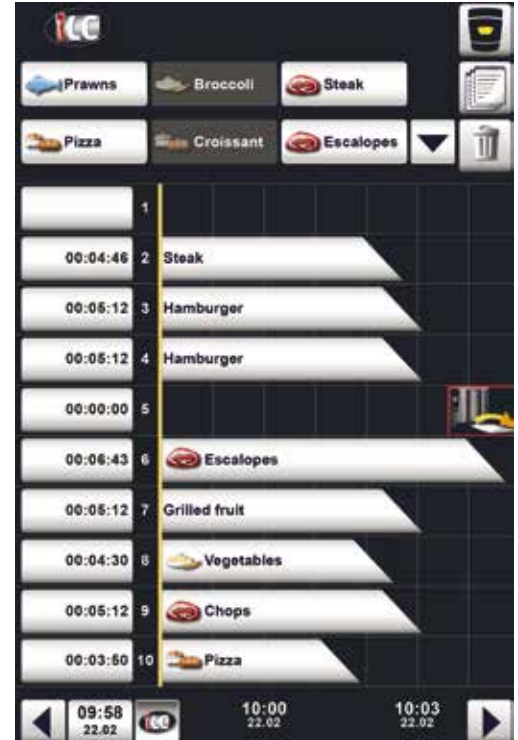 iCC
Prawns Broccoli Steak
Pizza Croissant Escalopes
1
00:04:46 2 Steak
00:05:12 3 Hamburger
00:05:12 4 Hamburger
00:00:00 5
00:06:43 6 Escalopes
00:05:12 7 Grilled fruit
00:04:30 8 Vegetables
00:05:12 9 Chops
00:03:50 10 Pizza
09:58 10:00 10:03
22.02 22.02 22.02